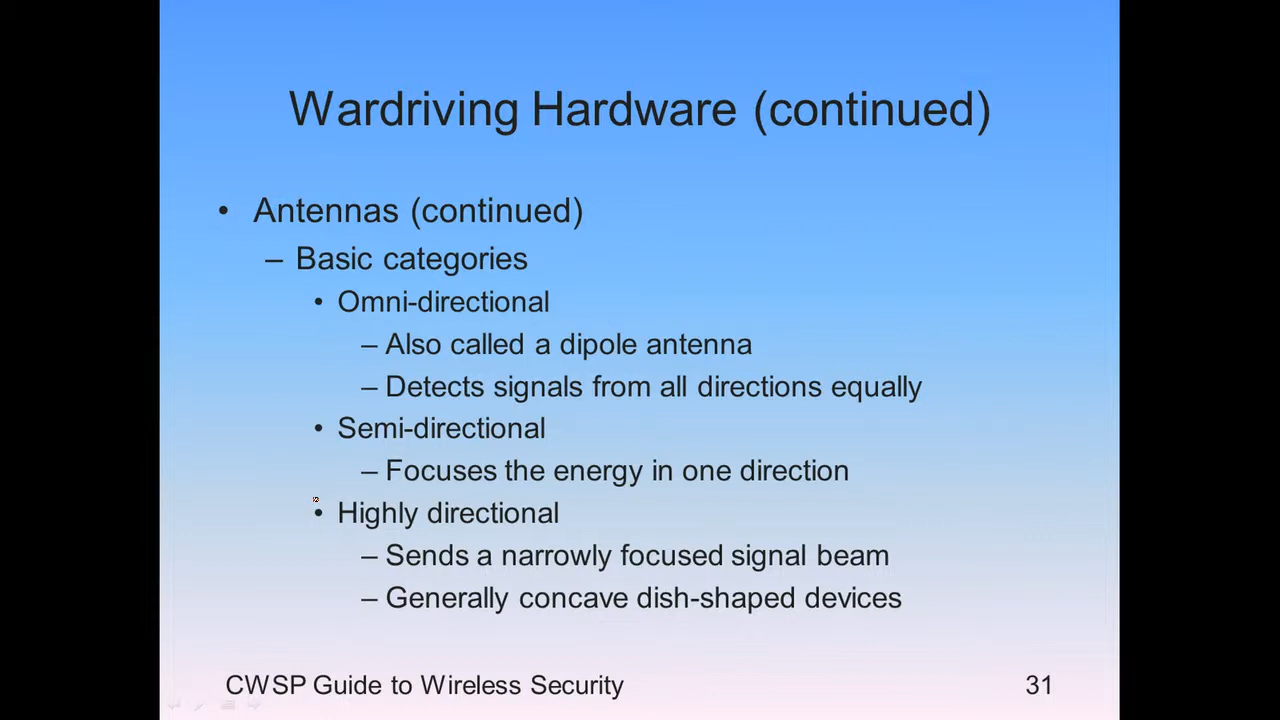 Wardriving Hardware (continued)
• Antennas (continued)
– Basic categories
• Omni-directional
– Also called a dipole antenna
– Detects signals from all directions equally
• Semi-directional
– Focuses the energy in one direction
• Highly directional
– Sends a narrowly focused signal beam
– Generally concave dish-shaped devices
CWSP Guide to Wireless Security
31